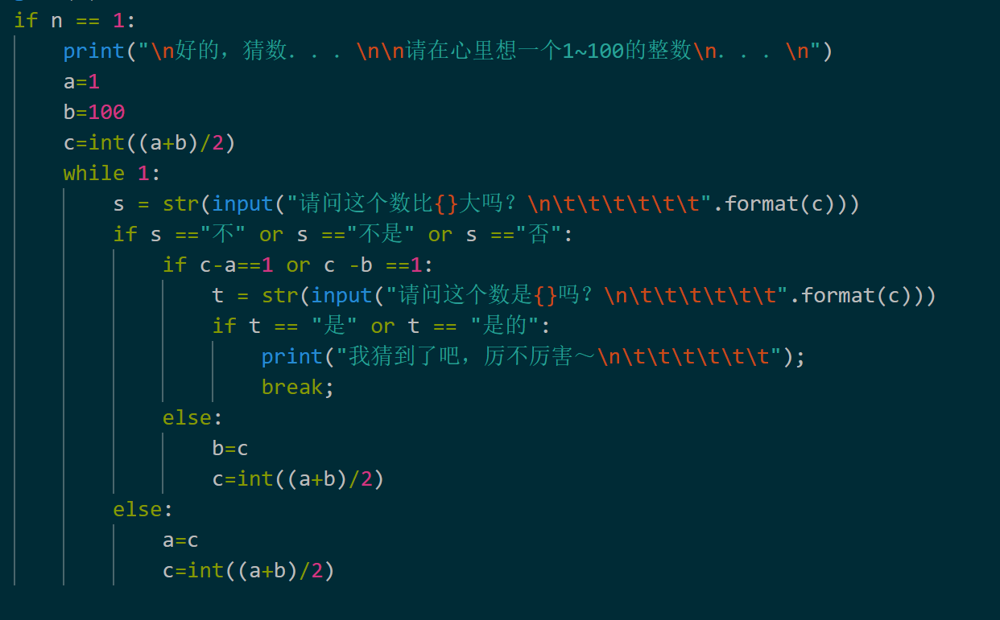 if n == 1:
    print("\n好的，猜数．．．\n\n请在心里想一个1~100的整数\n．．．\n")
    a=1
    b=100
    c=int((a+b)/2)
    while 1:
        s = str(input("请问这个数比{}大吗？\n\t\t\t\t\t\t".format(c)))
        if s =="不" or s =="不是" or s =="否":
            if c-a==1 or c -b ==1:
                t = str(input("请问这个数是{}吗？\n\t\t\t\t\t\t".format(c)))
                if t == "是" or t == "是的":
                    print("我猜到了吧，厉不厉害～\n\t\t\t\t\t\t");
                    break;
            else:
                b=c
                c=int((a+b)/2)
        else:
            a=c
            c=int((a+b)/2)